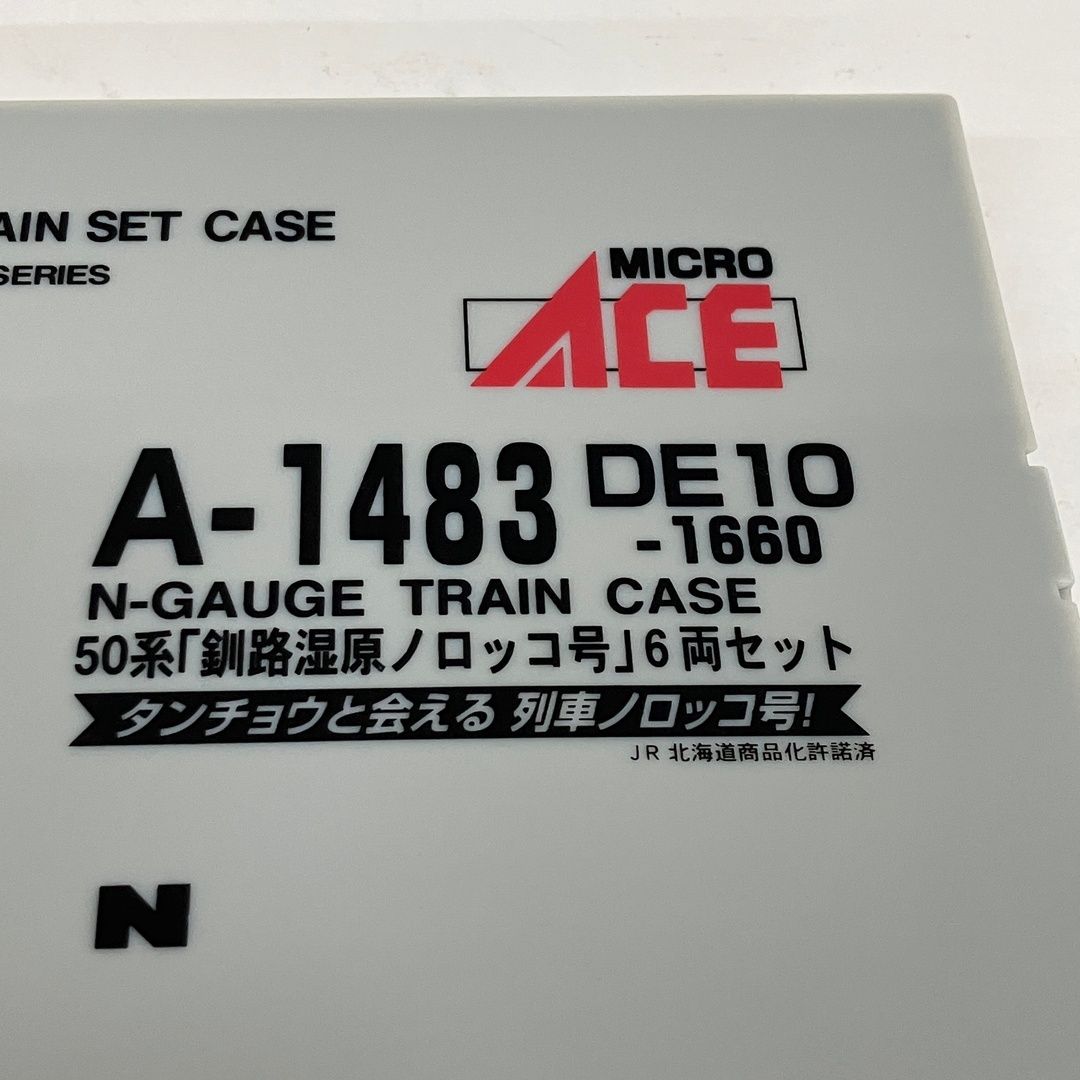 AIN SET CASE
SERIES
MICRO
ACE
A-1483 DE10
-1660
N-GAUGE TRAIN CASE
50系「釧路湿原ノロッコ号」6両セット
タンチョウと会える 列車ノロッコ号!
JR北海道商品化許諾済
N